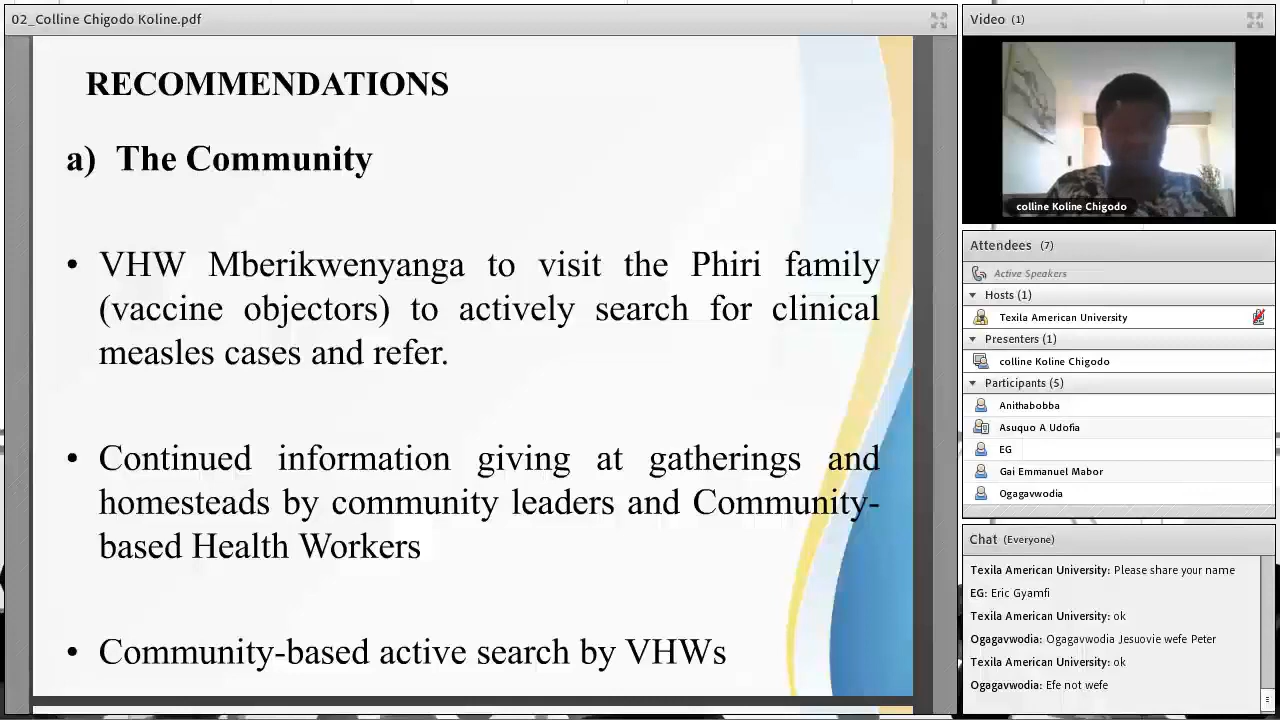 02_Colline Chigodo Koline.pdf
RECOMMENDATIONS
a) The Community
• VHW Mberikwenyanga to visit the Phiri family
(vaccine objectors) to actively search for clinical
measles cases and refer.
• Continued information giving at gatherings and
homesteads by community leaders and Community-
based Health Workers
• Community-based active search by VHWs
Video (1)
colline Koline Chigodo
Attendees (7)
Active Speakers
Hosts (1)
Texila American University
Presenters (1)
colline Koline Chigodo
Participants (5)
Anithabobba
Asuquo A Udofia
EG
Gai Emmanuel Mabor
Ogagavwodia
Chat (Everyone)
Texila American University: Please share your name
EG: Eric Gyamfi
Texila American University: ok
Ogagavwodia: Ogagavwodia Jesuovie wefe Peter
Texila American University: ok
Ogagavwodia: Efe not wefe